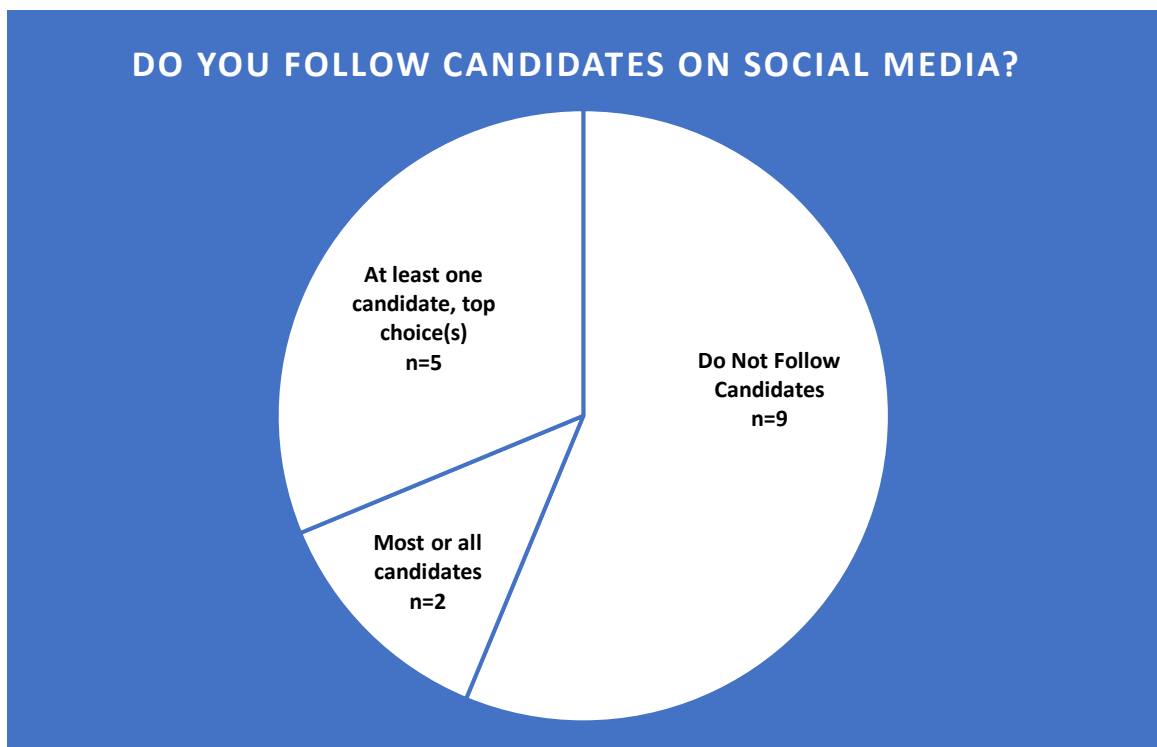 DO YOU FOLLOW CANDIDATES ON SOCIAL MEDIA?
At least one
candidate, top
choice(s)
n=5
Do Not Follow
Candidates
n=9
Most or all
candidates
n=2